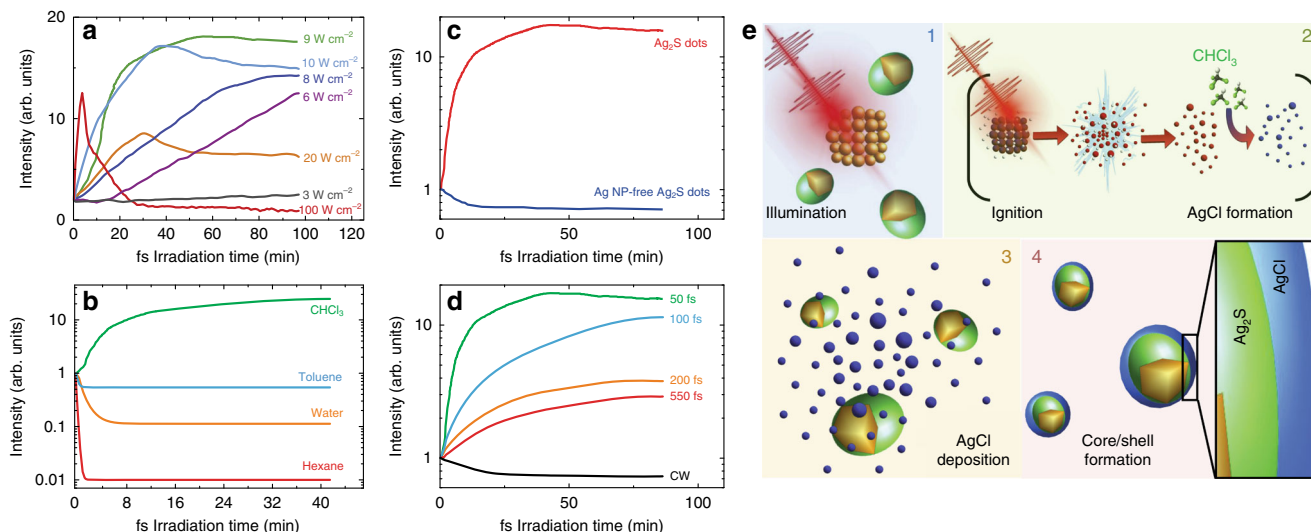 a
Intensity (arb. units)
20
15
10
5
0
9 W cm⁻²
10 W cm⁻²
8 W cm⁻²
6 W cm⁻²
20 W cm⁻²
3 W cm⁻²
100 W cm⁻²
0 20 40 60 80 100 120
fs Irradiation time (min)
b
Intensity (arb. units)
10
1
0.1
0.01
CHCl₃
Toluene
Water
Hexane
0 8 16 24 32 40
fs Irradiation time (min)
c
Intensity (arb. units)
10
1
Ag₂S dots
Ag NP-free Ag₂S dots
0 50 100
fs Irradiation time (min)
d
Intensity (arb. units)
10
1
50 fs
100 fs
200 fs
550 fs
CW
0 50 100
fs Irradiation time (min)
e
1
Illumination
2
CHCl₃
Ignition
AgCl formation
3
AgCl
deposition
4
Core/shell
formation
Ag₂S
AgCl